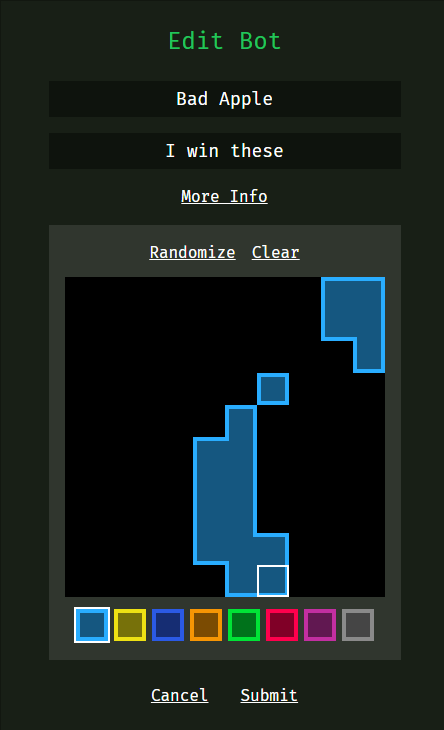 Edit Bot
Bad Apple
I win these
More Info
Randomize Clear
Cancel Submit